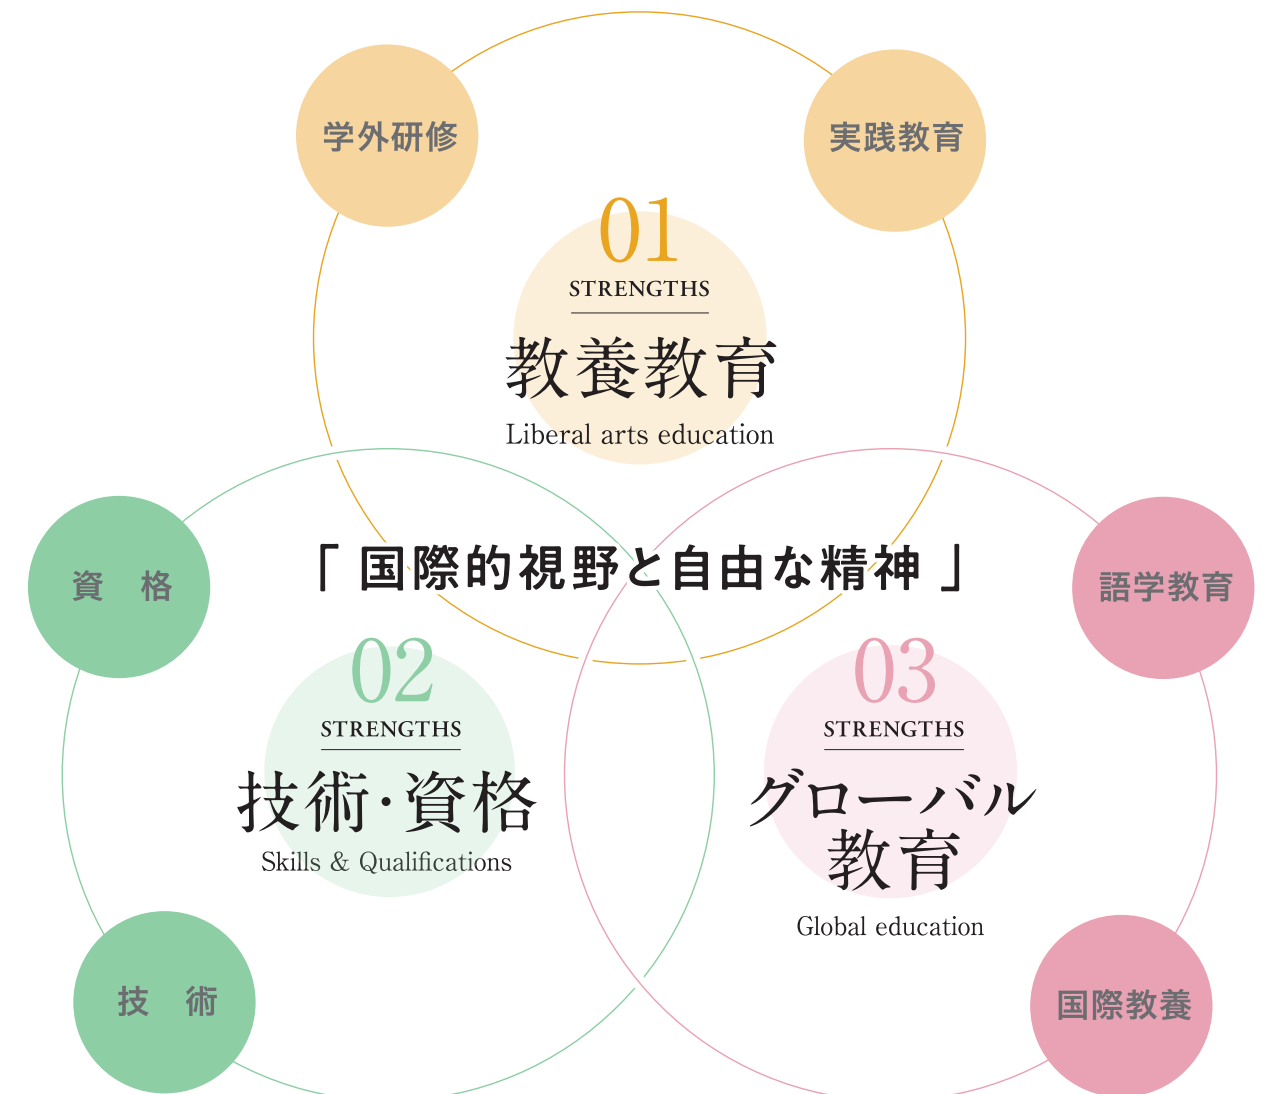 学外研修
実践教育
01
STRENGTHS
教養教育
Liberal arts education
「 国際的視野と自由な精神 」
資　格
語学教育
02
STRENGTHS
技術・資格
Skills & Qualifications
03
STRENGTHS
グローバル
教育
Global education
技　術
国際教養